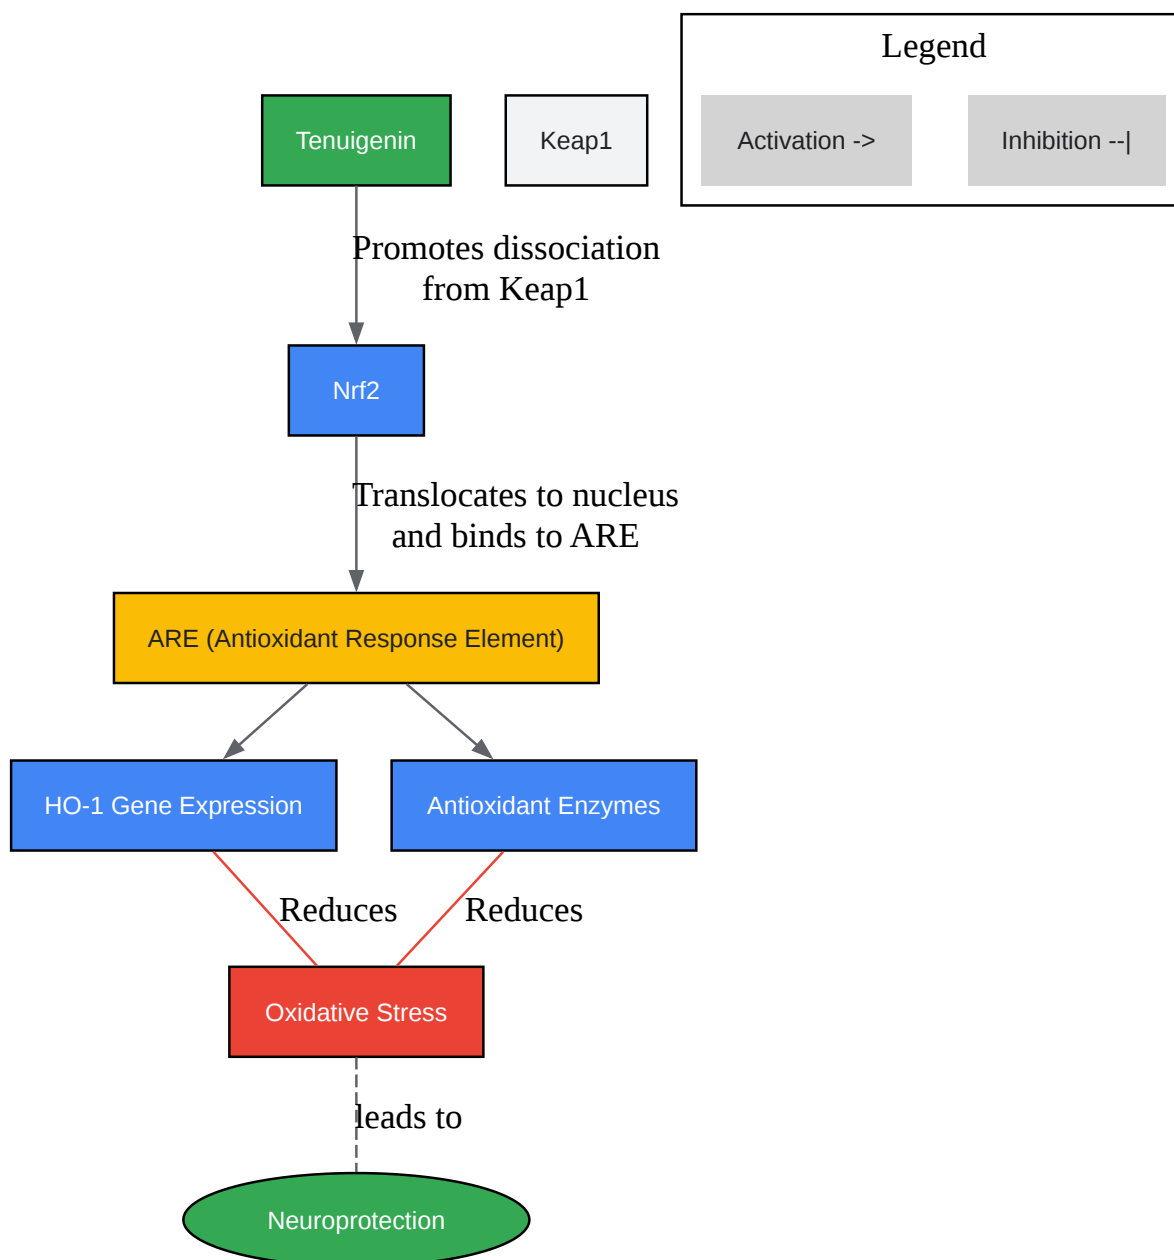 Legend
Tenuigenin
Keap1
Activation ->
Inhibition --|
Promotes dissociation
from Keap1
Nrf2
Translocates to nucleus
and binds to ARE
ARE (Antioxidant Response Element)
HO-1 Gene Expression
Antioxidant Enzymes
Reduces
Reduces
Oxidative Stress
leads to
Neuroprotection